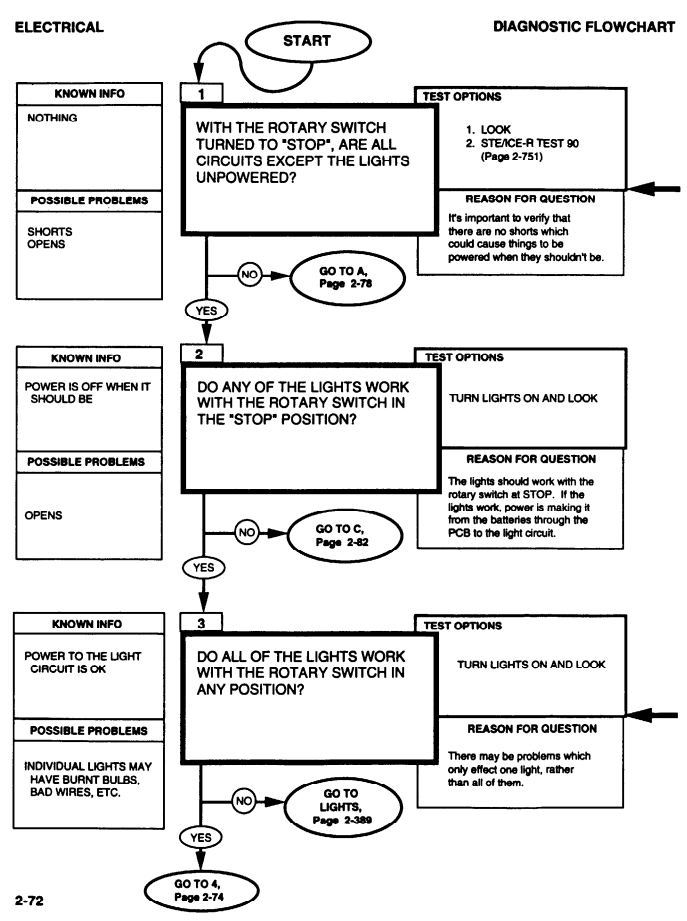 ELECTRICAL
DIAGNOSTIC FLOWCHART
START
KNOWN INFO
NOTHING
POSSIBLE PROBLEMS
SHORTS
OPENS
1
WITH THE ROTARY SWITCH
TURNED TO "STOP", ARE ALL
CIRCUITS EXCEPT THE LIGHTS
UNPOWERED?
TEST OPTIONS
1. LOOK
2. STE/ICE-R TEST 90
(Page 2-751)
REASON FOR QUESTION
It's important to verify that
there are no shorts which
could cause things to be
powered when they shouldn't be.
NO
GO TO A,
Page 2-78
YES
KNOWN INFO
POWER IS OFF WHEN IT
SHOULD BE
POSSIBLE PROBLEMS
OPENS
2
DO ANY OF THE LIGHTS WORK
WITH THE ROTARY SWITCH IN
THE "STOP" POSITION?
TEST OPTIONS
TURN LIGHTS ON AND LOOK
REASON FOR QUESTION
The lights should work with the
rotary switch at STOP. If the
lights work, power is making it
from the batteries through the
PCB to the light circuit.
NO
GO TO C,
Page 2-82
YES
KNOWN INFO
POWER TO THE LIGHT
CIRCUIT IS OK
POSSIBLE PROBLEMS
INDIVIDUAL LIGHTS MAY
HAVE BURNT BULBS,
BAD WIRES, ETC.
3
DO ALL OF THE LIGHTS WORK
WITH THE ROTARY SWITCH IN
ANY POSITION?
TEST OPTIONS
TURN LIGHTS ON AND LOOK
REASON FOR QUESTION
There may be problems which
only effect one light, rather
than all of them.
NO
GO TO
LIGHTS,
Page 2-389
YES
GO TO 4,
Page 2-74
2-72